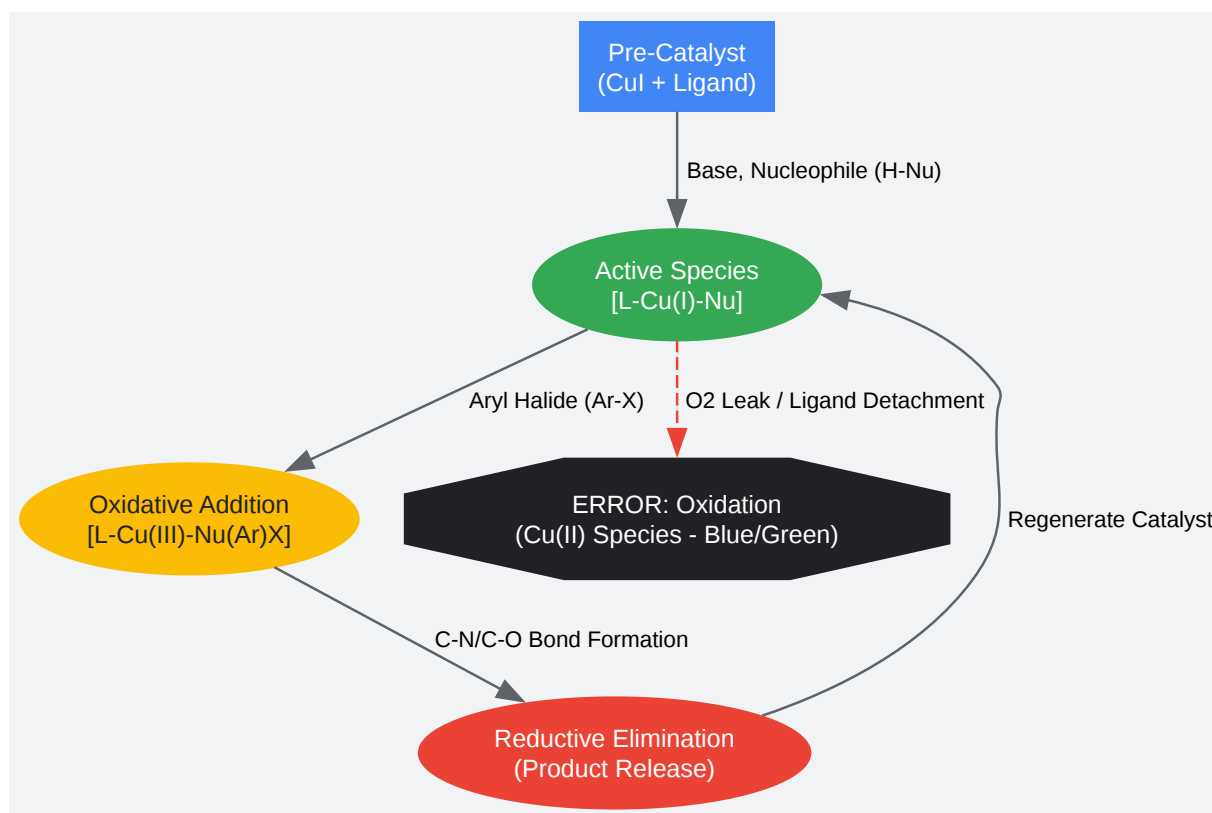 Pre-Catalyst
(CuI + Ligand)
Base, Nucleophile (H-Nu)
Active Species
[L-Cu(I)-Nu]
Aryl Halide (Ar-X)
O2 Leak / Ligand Detachment
Oxidative Addition
[L-Cu(III)-Nu(Ar)X]
ERROR: Oxidation
(Cu(II) Species - Blue/Green)
Regenerate Catalyst
C-N/C-O Bond Formation
Reductive Elimination
(Product Release)